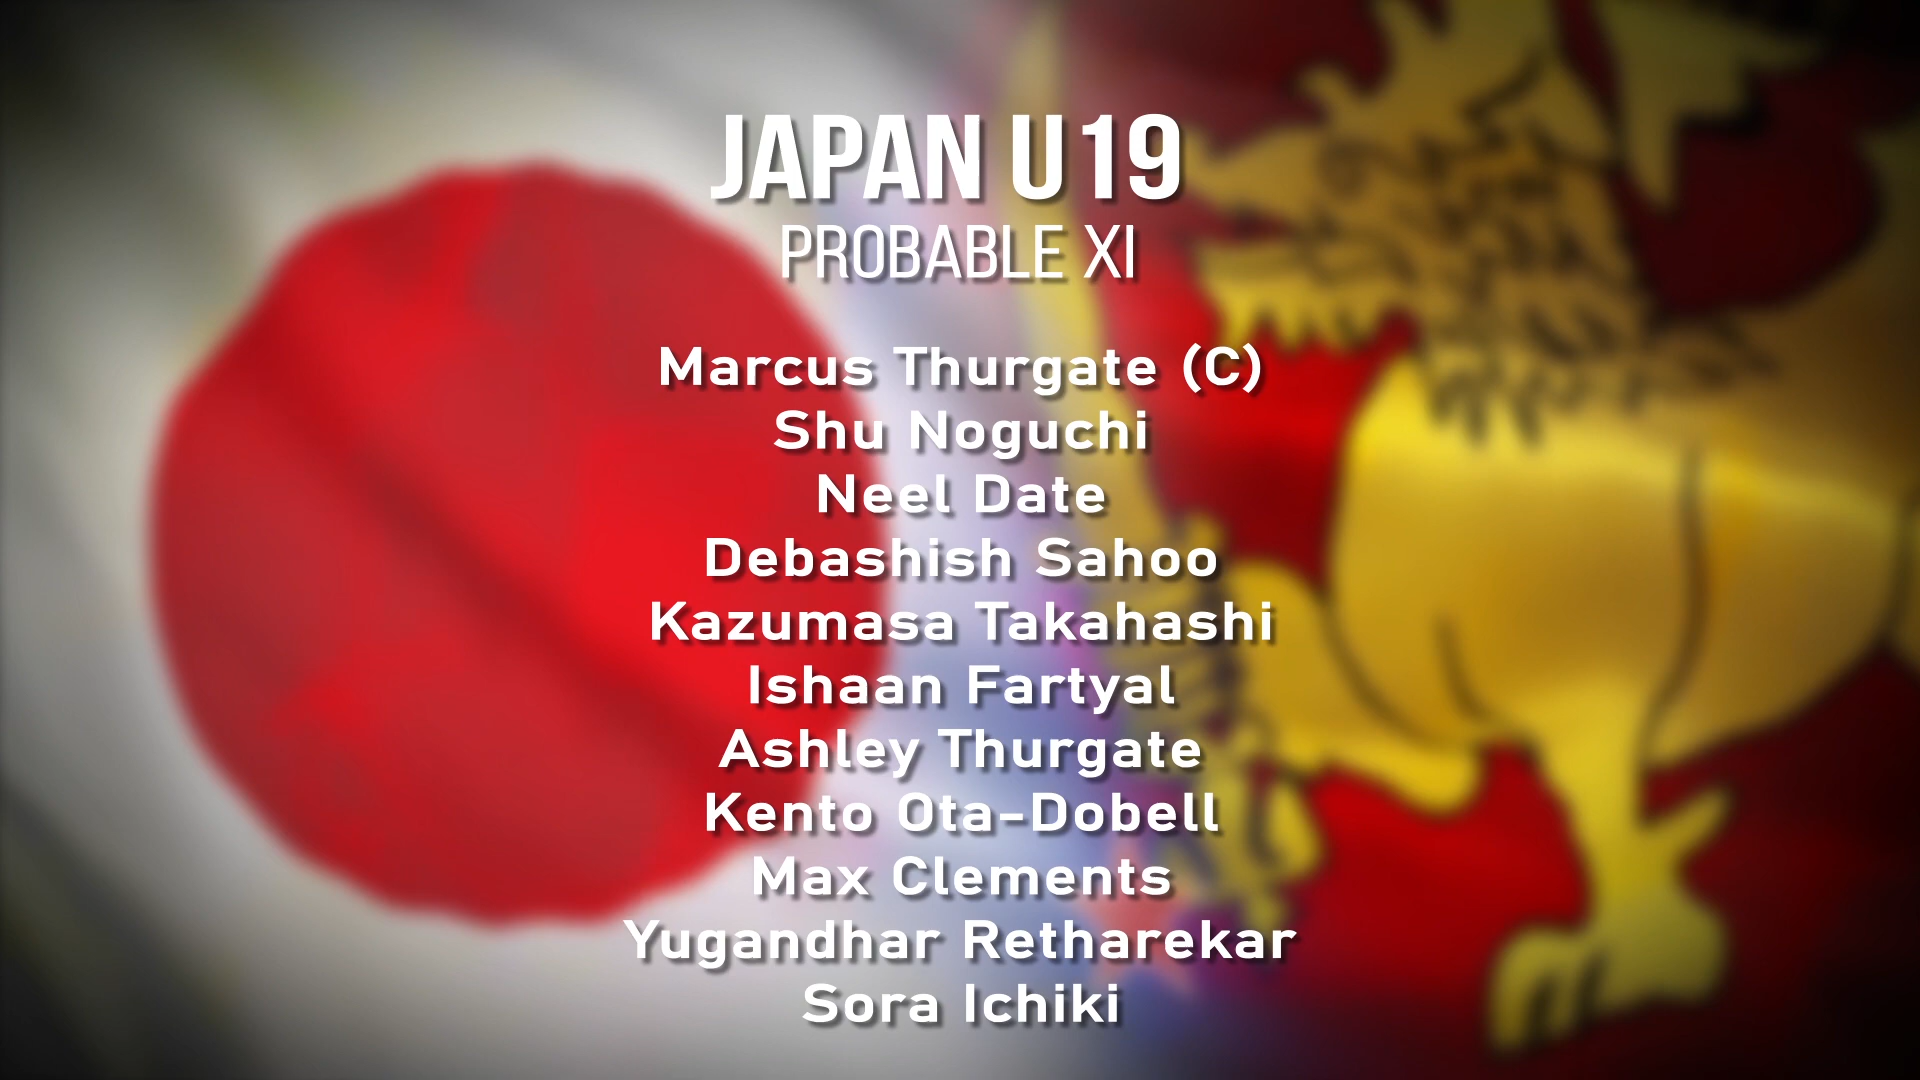 JAPAN U19
PROBABLE XI
Marcus Thurgate (C)
Shu Noguchi
Neel Date
Debashish Sahoo
Kazumasa Takahashi
Ishaan Fartyal
Ashley Thurgate
Kento Ota-Dobell
Max Clements
Yugandhar Retharekar
Sora Ichiki